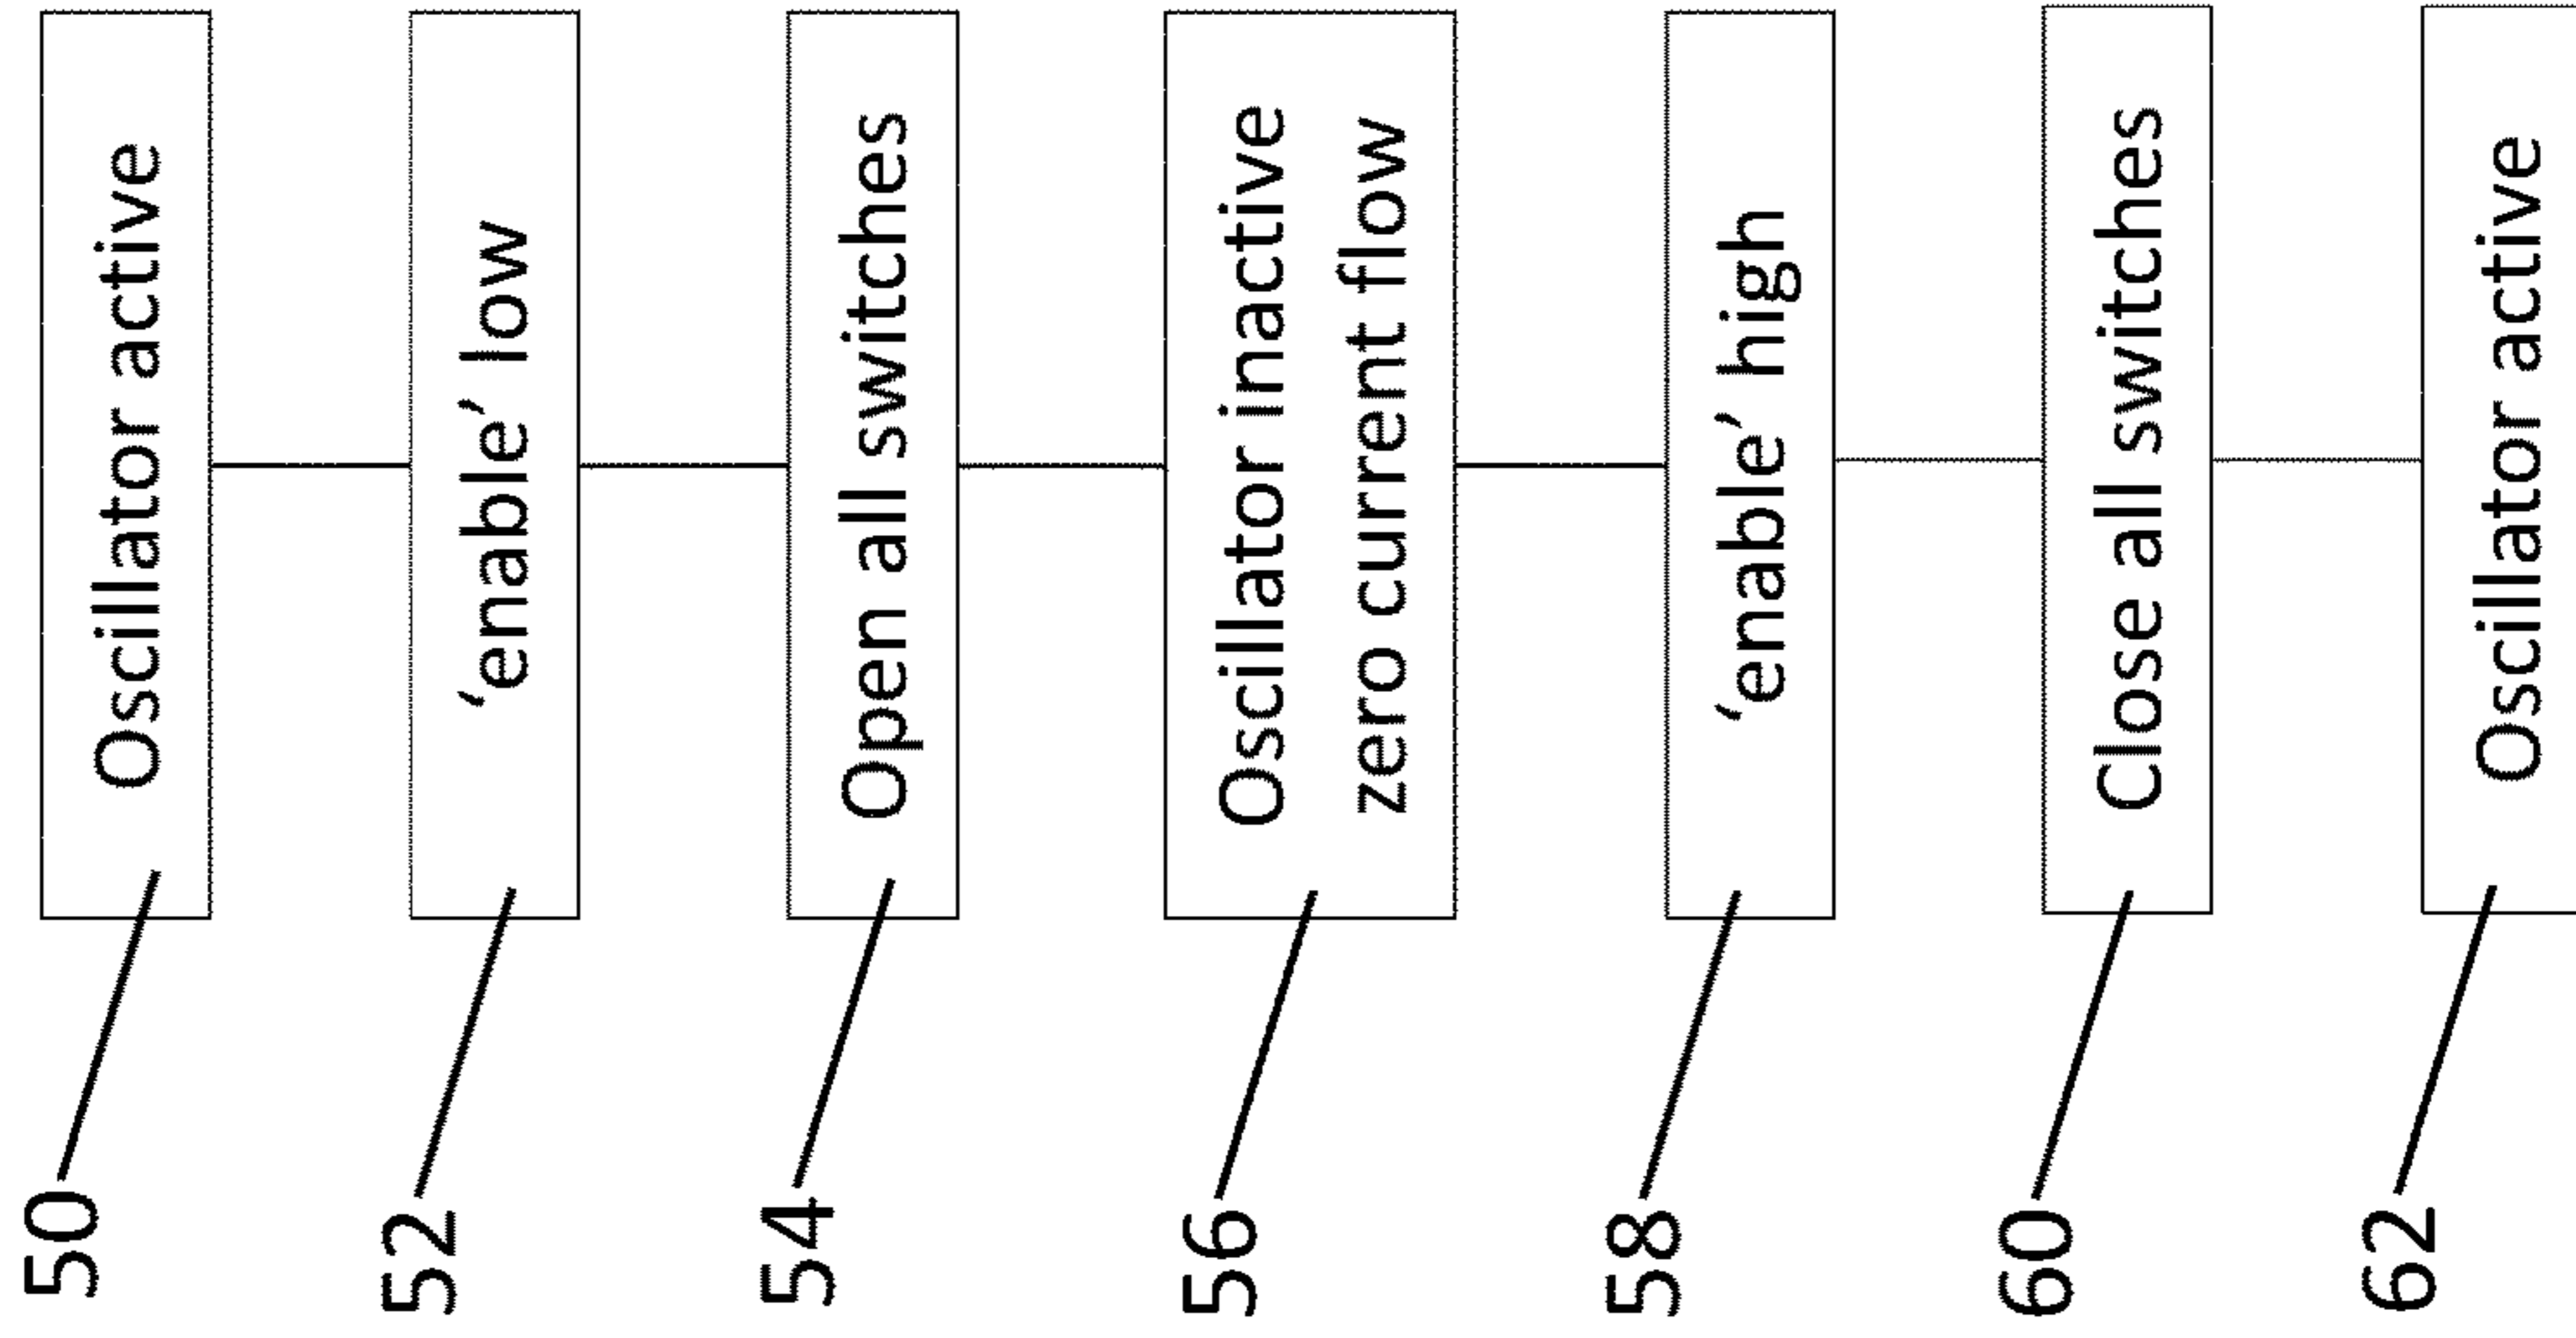 50
Oscillator active
52
‘enable’ low
54
Open all switches
56
Oscillator inactive
zero current flow
58
‘enable’ high
60
Close all switches
62
Oscillator active